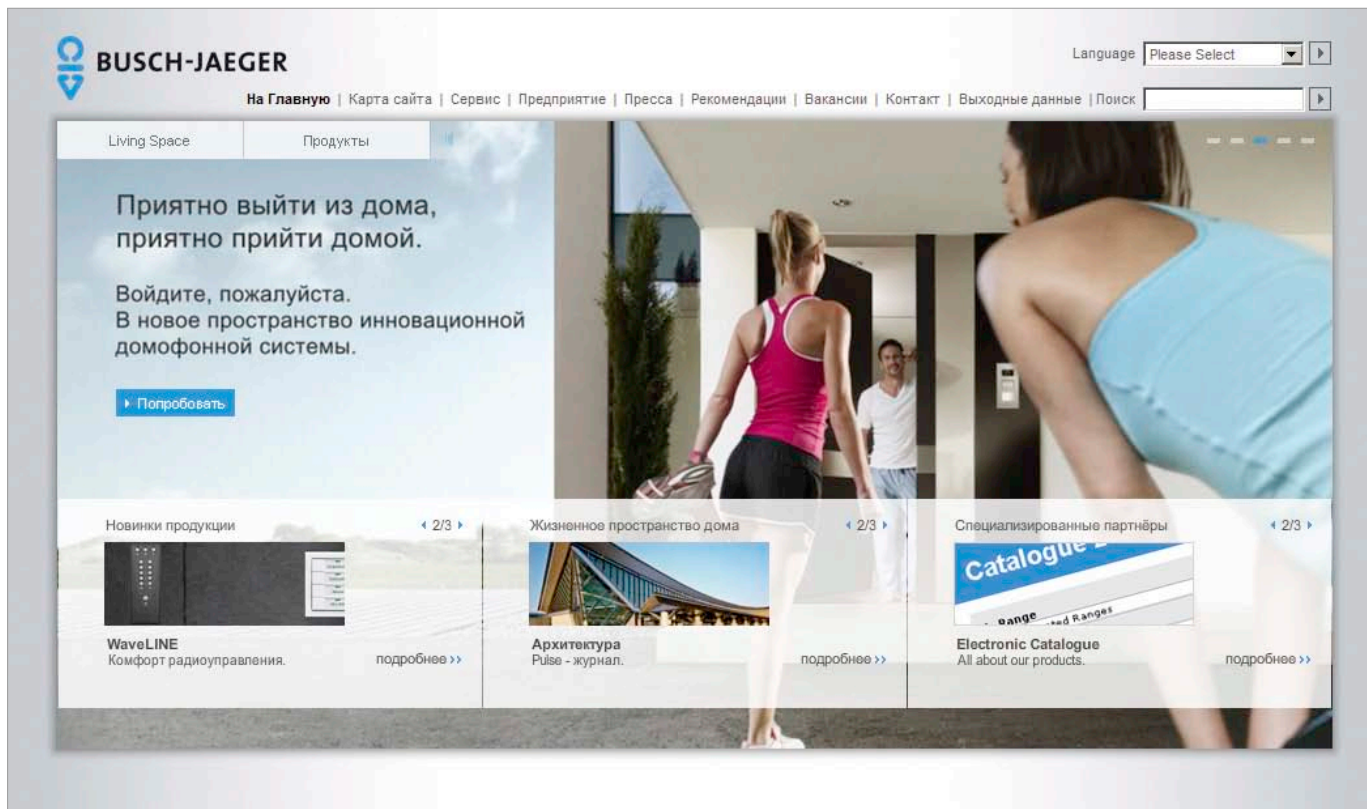 BUSCH-JAEGER
Language Please Select
На Главную | Карта сайта | Сервис | Предприятие | Пресса | Рекомендации | Вакансии | Контакт | Выходные данные | Поиск
Living Space Продукты
Приятно выйти из дома,
приятно прийти домой.
Войдите, пожалуйста.
В новое пространство инновационной
домофонной системы.
Попробовать
Новинки продукции 2/3
WaveLINE
Комфорт радиоуправления. подробнее
Жизненное пространство дома 2/3
Архитектура
Pulse - журнал. подробнее
Специализированные партнёры 2/3
Catalogue
Range
Ranges
Electronic Catalogue
All about our products. подробнее